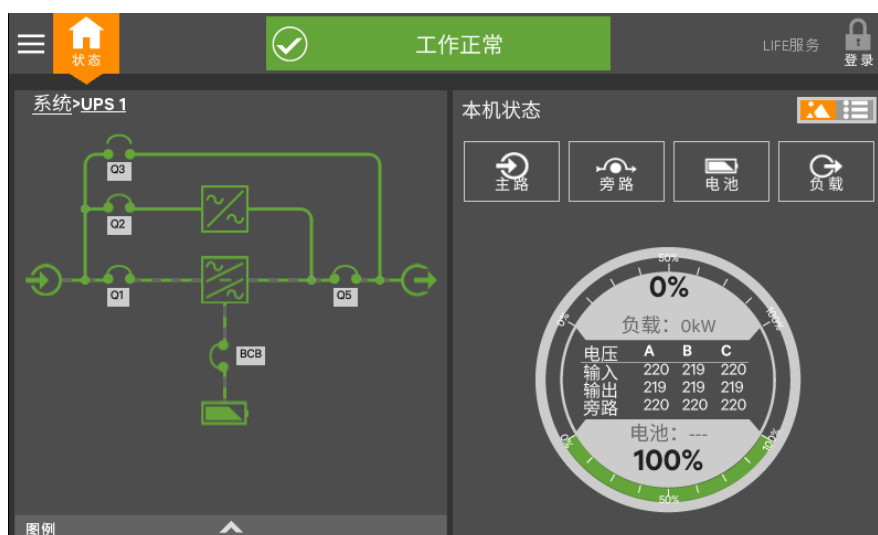 状态
工作正常
LIFE服务
登录
系统>UPS 1
Q3
Q2
Q1
Q5
BCB
图例
本机状态
主路
旁路
电池
负载
50%
0%
0%
100%
负载: 0kW
电压 A B C
输入 220 219 220
输出 219 219 219
旁路 220 220 220
电池: ---
100%
0%
100%
50%